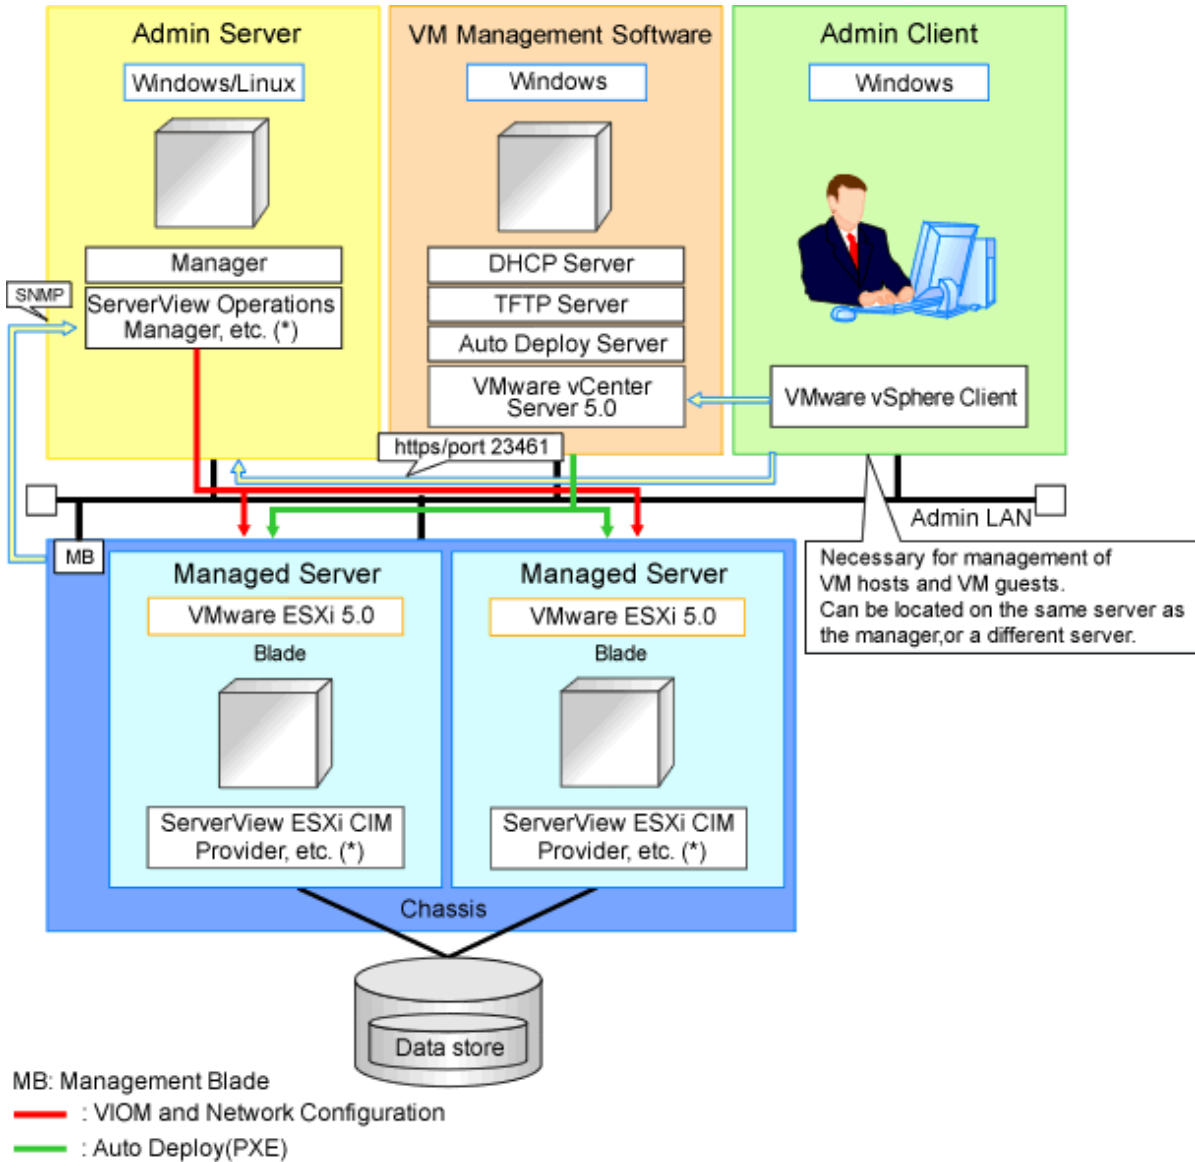 Admin Server
Windows/Linux
Manager
ServerView Operations
Manager, etc. (*)
SNMP
VM Management Software
Windows
DHCP Server
TFTP Server
Auto Deploy Server
VMware vCenter
Server 5.0
Admin Client
Windows
VMware vSphere Client
https/port 23461
Admin LAN
Necessary for management of
VM hosts and VM guests.
Can be located on the same server as
the manager,or a different server.
MB
Managed Server
VMware ESXi 5.0
Blade
ServerView ESXi CIM
Provider, etc. (*)
Managed Server
VMware ESXi 5.0
Blade
ServerView ESXi CIM
Provider, etc. (*)
Chassis
Data store
MB: Management Blade
: VIOM and Network Configuration
: Auto Deploy(PXE)